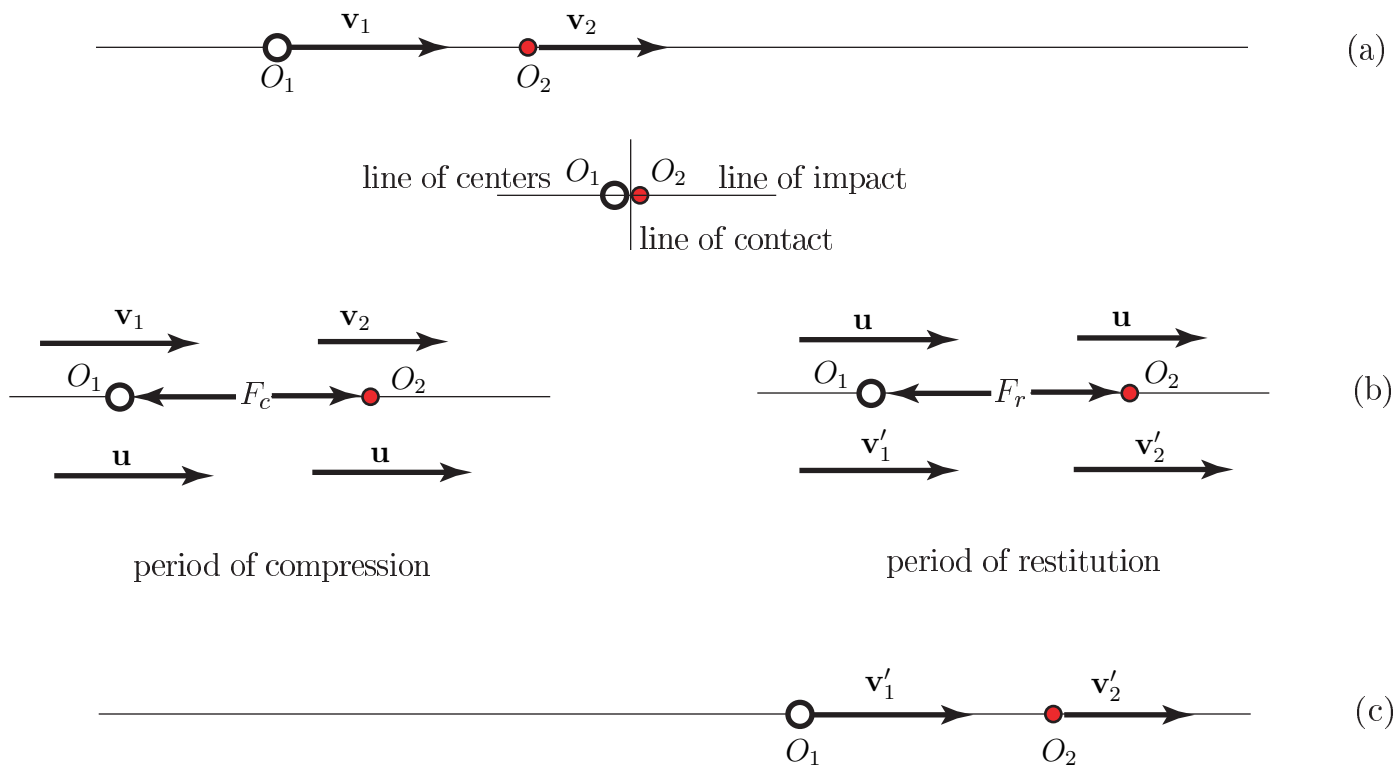 v₁ v₂
O₁ O₂ (a)
line of centers O₁ O₂ line of impact
line of contact
v₁ v₂ u u
O₁ F_c O₂ O₁ F_r O₂ (b)
u u v′₁ v′₂
period of compression period of restitution
v′₁ v′₂
(c)
O₁ O₂